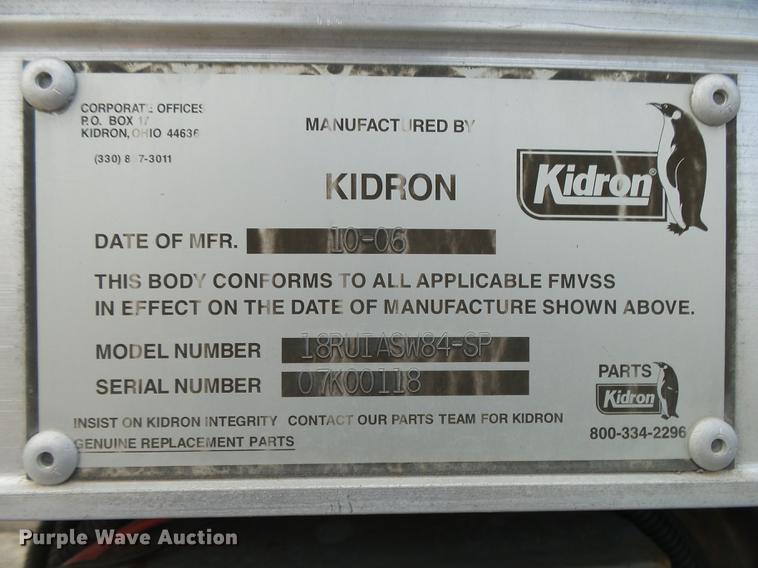 CORPORATE OFFICES
P.O. BOX 17
KIDRON, OHIO 44636
(330) 8 7-3011
MANUFACTURED BY
KIDRON
Kidron®
DATE OF MFR. 10-06
THIS BODY CONFORMS TO ALL APPLICABLE FMVSS
IN EFFECT ON THE DATE OF MANUFACTURE SHOWN ABOVE.
MODEL NUMBER 18RUIASW84-SP
SERIAL NUMBER 07K00118
PARTS
Kidron
800-334-2296
INSIST ON KIDRON INTEGRITY CONTACT OUR PARTS TEAM FOR KIDRON
GENUINE REPLACEMENT PARTS
Purple Wave Auction